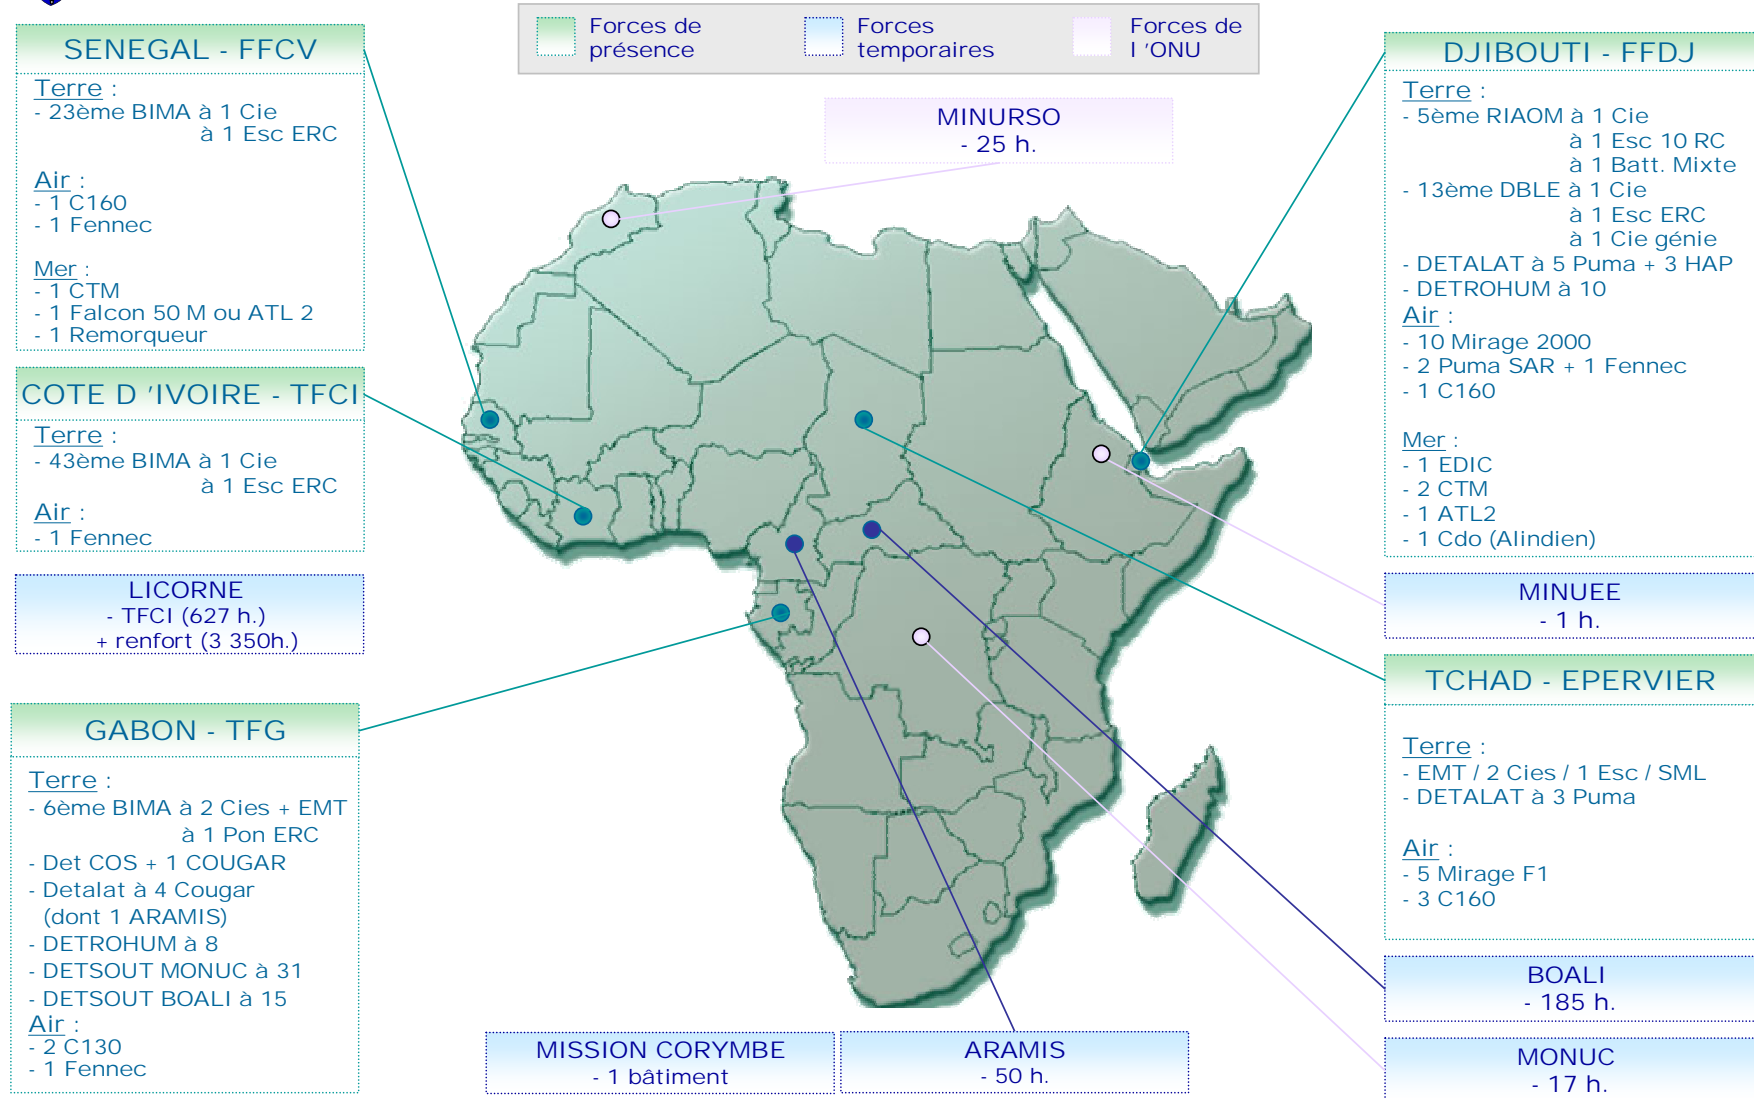 Forces de
présence
Forces
temporaires
Forces de
l 'ONU
SENEGAL - FFCV
Terre :
- 23ème BIMA à 1 Cie
à 1 Esc ERC
Air :
- 1 C160
- 1 Fennec
Mer :
- 1 CTM
- 1 Falcon 50 M ou ATL 2
- 1 Remorqueur
COTE D 'IVOIRE - TFCI
Terre :
- 43ème BIMA à 1 Cie
à 1 Esc ERC
Air :
- 1 Fennec
LICORNE
- TFCI (627 h.)
+ renfort (3 350h.)
GABON - TFG
Terre :
- 6ème BIMA à 2 Cies + EMT
à 1 Pon ERC
- Det COS + 1 COUGAR
- Detalat à 4 Cougar
(dont 1 ARAMIS)
- DETROHUM à 8
- DETSOUT MONUC à 31
- DETSOUT BOALI à 15
Air :
- 2 C130
- 1 Fennec
MINURSO
- 25 h.
MISSION CORYMBE
- 1 bâtiment
ARAMIS
- 50 h.
DJIBOUTI - FFDJ
Terre :
- 5ème RIAOM à 1 Cie
à 1 Esc 10 RC
à 1 Batt. Mixte
- 13ème DBLE à 1 Cie
à 1 Esc ERC
à 1 Cie génie
- DETALAT à 5 Puma + 3 HAP
- DETROHUM à 10
Air :
- 10 Mirage 2000
- 2 Puma SAR + 1 Fennec
- 1 C160
Mer :
- 1 EDIC
- 2 CTM
- 1 ATL2
- 1 Cdo (Alindien)
MINUEE
- 1 h.
TCHAD - EPERVIER
Terre :
- EMT / 2 Cies / 1 Esc / SML
- DETALAT à 3 Puma
Air :
- 5 Mirage F1
- 3 C160
BOALI
- 185 h.
MONUC
- 17 h.